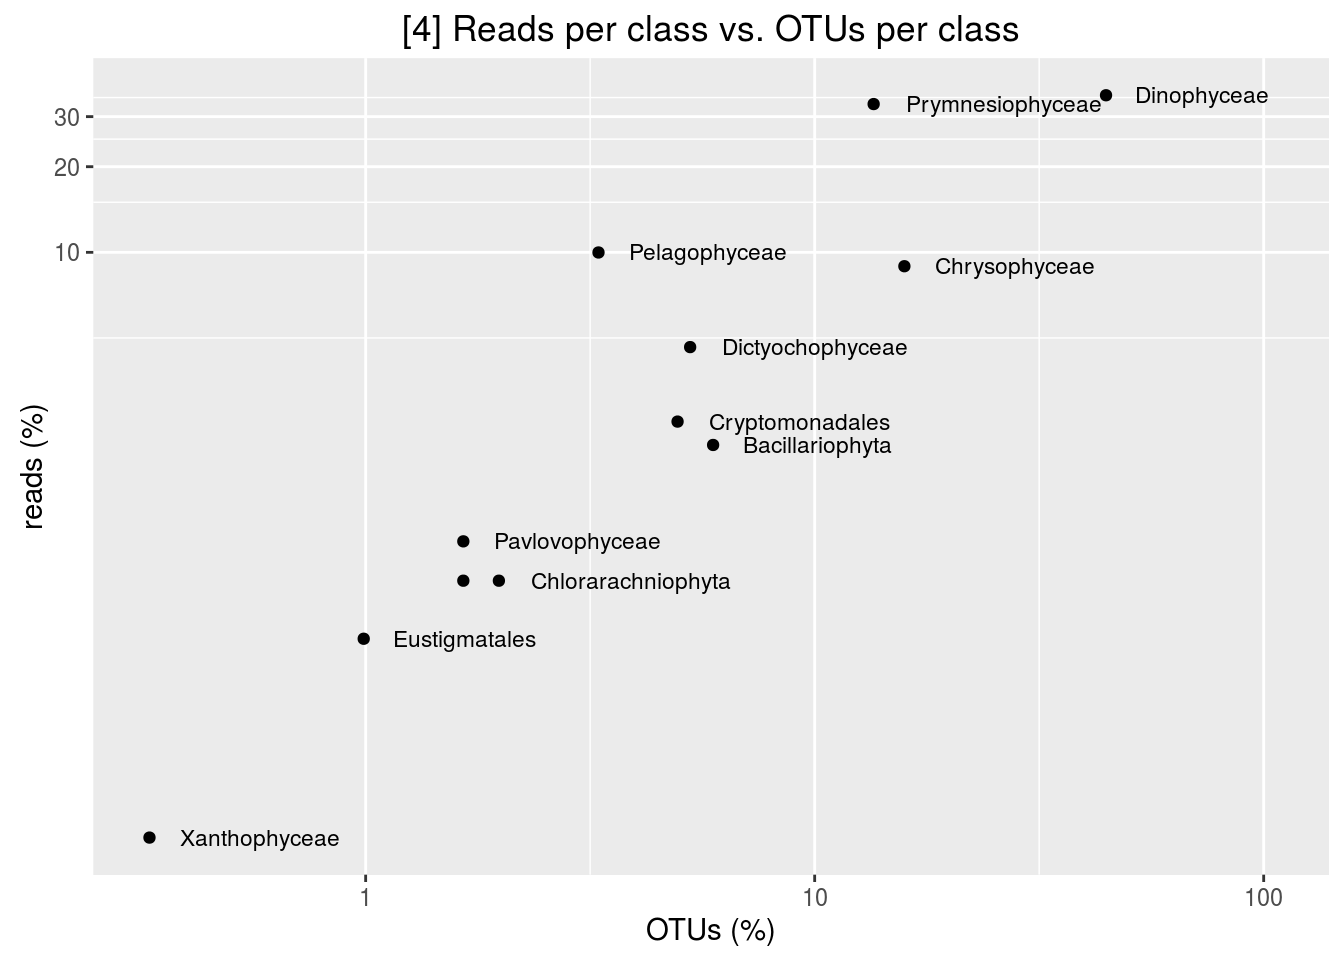 [4] Reads per class vs. OTUs per class
30
20
10
reads (%)
Dinophyceae
Prymnesiophyceae
Pelagophyceae
Chrysophyceae
Dictyochophyceae
Cryptomonadales
Bacillariophyta
Pavlovophyceae
Chlorarachniophyta
Eustigmatales
Xanthophyceae
1 10 100
OTUs (%)